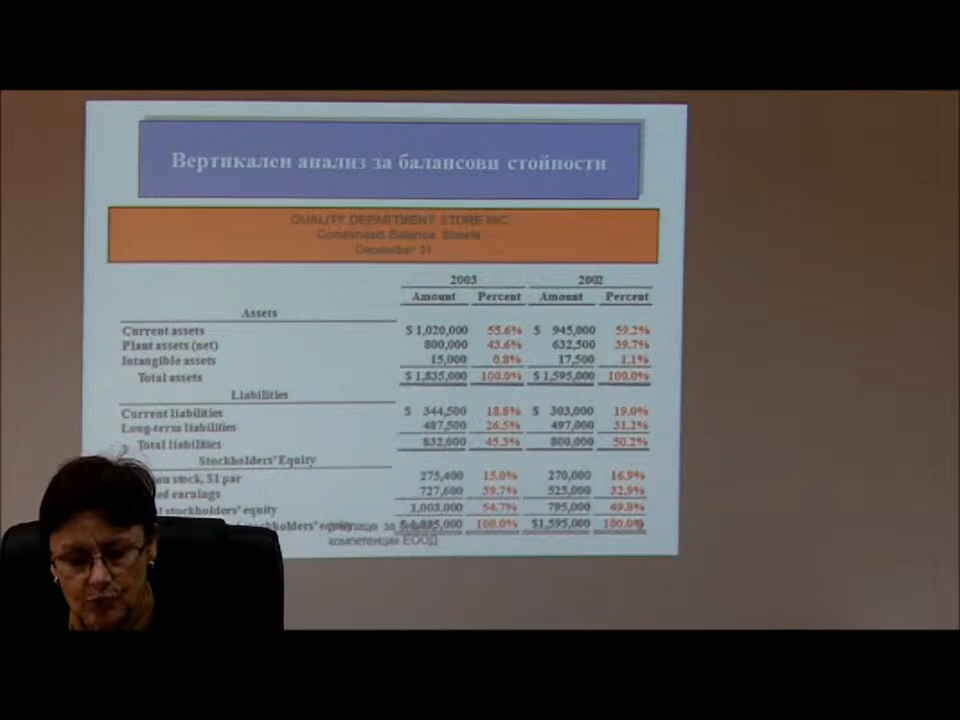 Вертикален анализ за балансови стойности
QUALITY DEPARTMENT STORE INC.
Condensed Balance Sheets
December 31
2003 2002
Amount Percent Amount Percent
Assets
Current assets $ 1,020,000 55.6% $ 945,000 59.2%
Plant assets (net) 800,000 43.6% 632,500 39.7%
Intangible assets 15,000 0.8% 17,500 1.1%
Total assets $ 1,835,000 100.0% $ 1,595,000 100.0%
Liabilities
Current liabilities $ 344,500 18.8% $ 303,000 19.0%
Long-term liabilities 487,500 26.5% 497,000 31.2%
Total liabilities 832,000 45.3% 800,000 50.2%
Stockholders' Equity
stock, $1 par 275,400 15.0% 270,000 16.9%
earnings 727,600 39.7% 525,000 32.9%
stockholders' equity 1,003,000 54.7% 795,000 49.8%
100.0% $1,595,000 100.0%
компетенции ЕООД